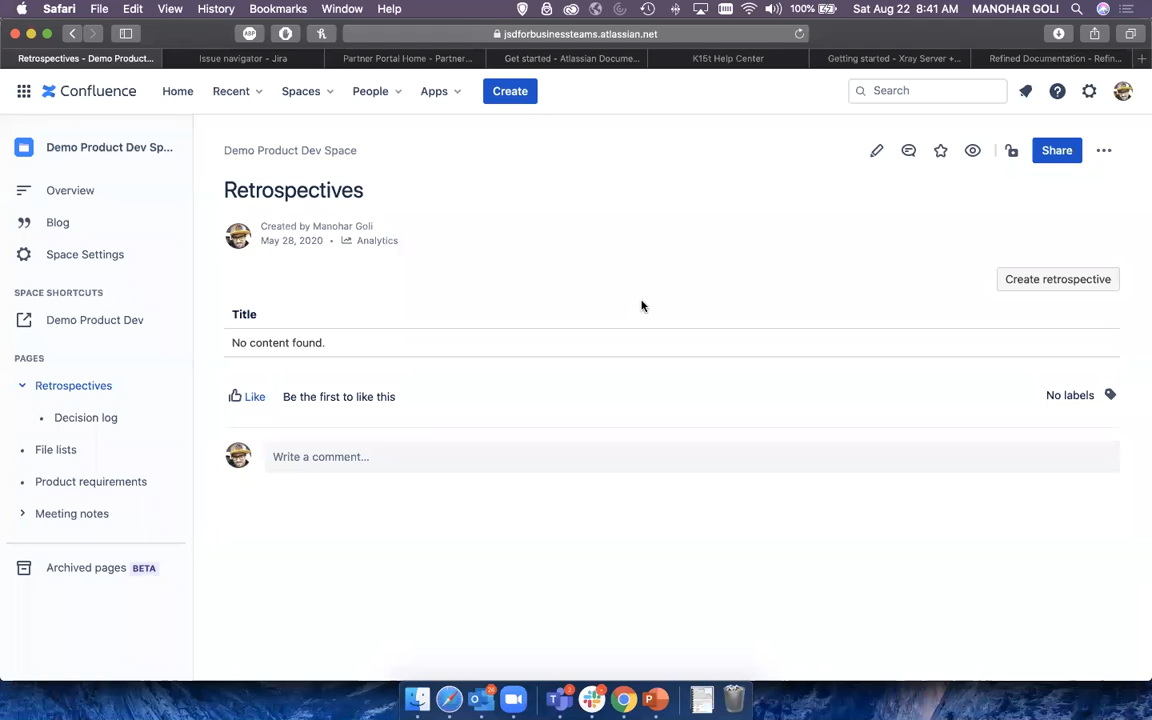 Safari File Edit View History Bookmarks Window Help 100% Sat Aug 22 8:41 AM MANOHAR GOLI
ABP jsdforbusinessteams.atlassian.net
Retrospectives - Demo Product... Issue navigator - Jira Partner Portal Home - Partner... Get started - Atlassian Docume... K15t Help Center Getting started - Xray Server +... Refined Documentation - Refin...
Confluence Home Recent Spaces People Apps Create Search
Demo Product Dev Sp...
Overview
Blog
Space Settings
SPACE SHORTCUTS
Demo Product Dev
PAGES
Retrospectives
Decision log
File lists
Product requirements
Meeting notes
Archived pages BETA
Demo Product Dev Space
Share
Retrospectives
Created by Manohar Goli
May 28, 2020 • Analytics
Create retrospective
Title
No content found.
Like Be the first to like this No labels
Write a comment...